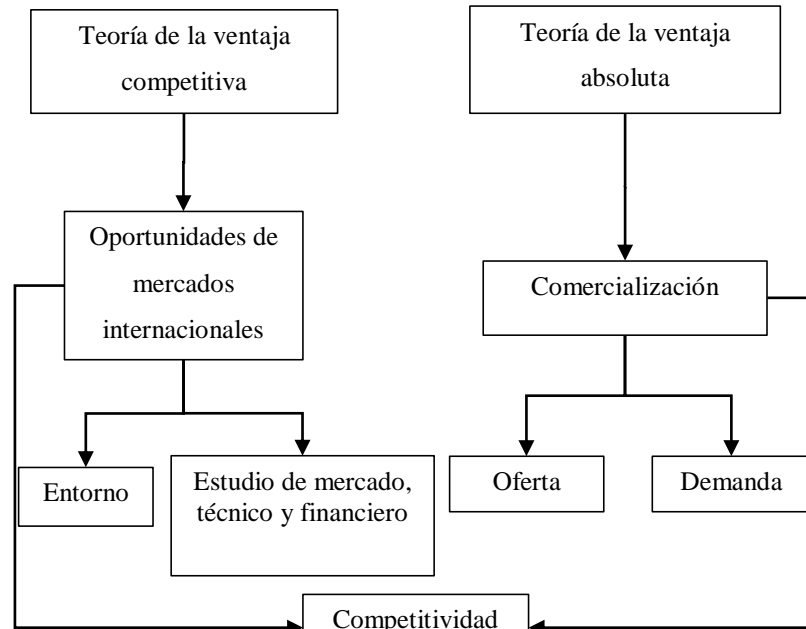 Teoría de la ventaja
competitiva
Teoría de la ventaja
absoluta
Oportunidades de
mercados
internacionales
Comercialización
Entorno
Estudio de mercado,
técnico y financiero
Oferta
Demanda
Competitividad